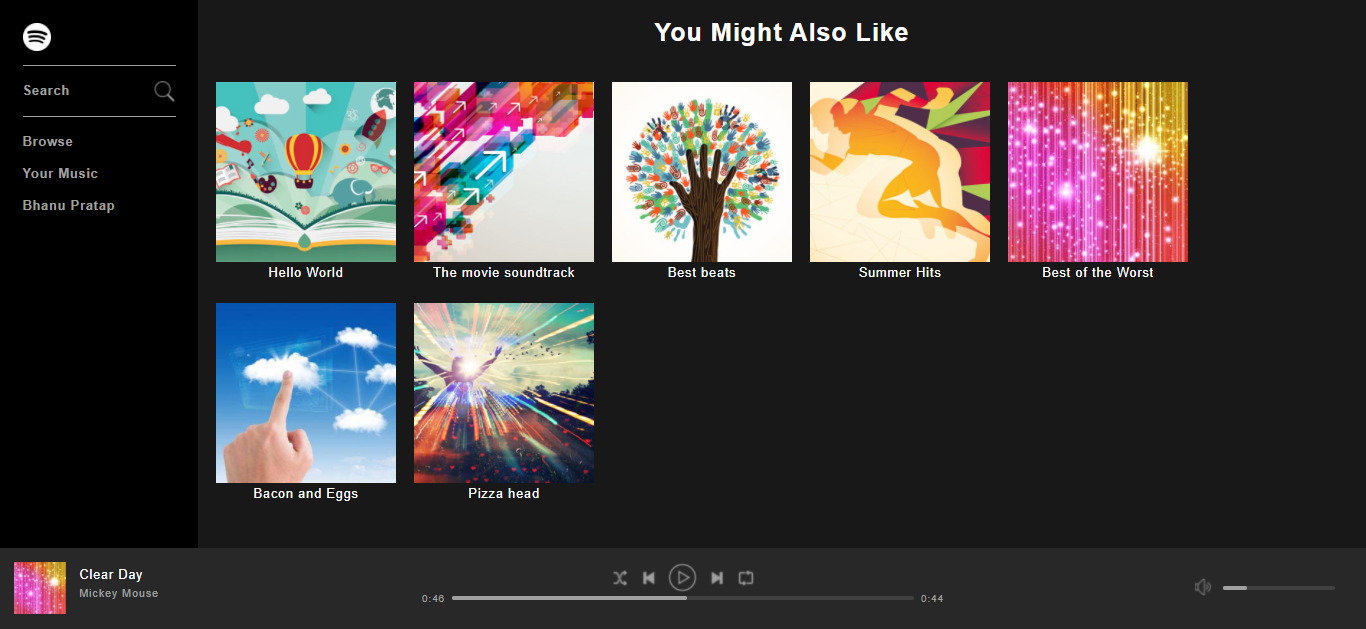 You Might Also Like
Search
Browse
Your Music
Bhanu Pratap
Hello World
The movie soundtrack
Best beats
Summer Hits
Best of the Worst
Bacon and Eggs
Pizza head
Clear Day
Mickey Mouse
0:46
0:44